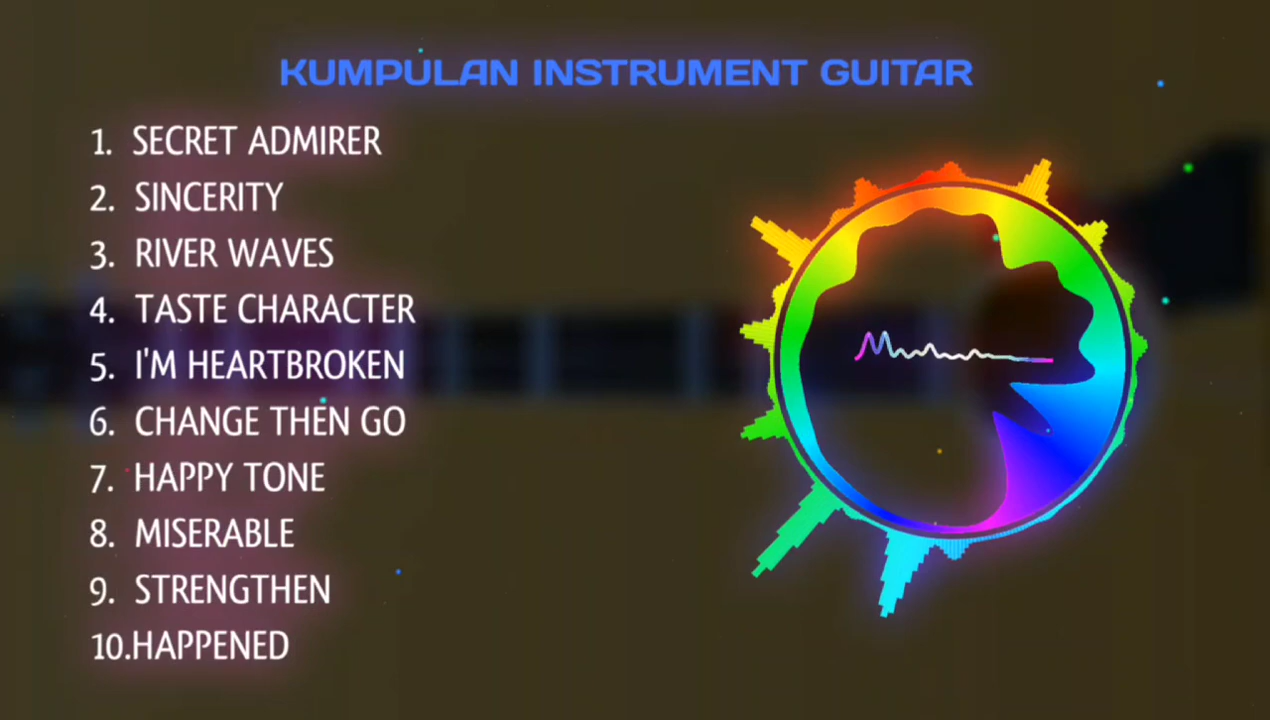 KUMPULAN INSTRUMENT GUITAR
1. SECRET ADMIRER
2. SINCERITY
3. RIVER WAVES
4. TASTE CHARACTER
5. I'M HEARTBROKEN
6. CHANGE THEN GO
7. HAPPY TONE
8. MISERABLE
9. STRENGTHEN
10.HAPPENED